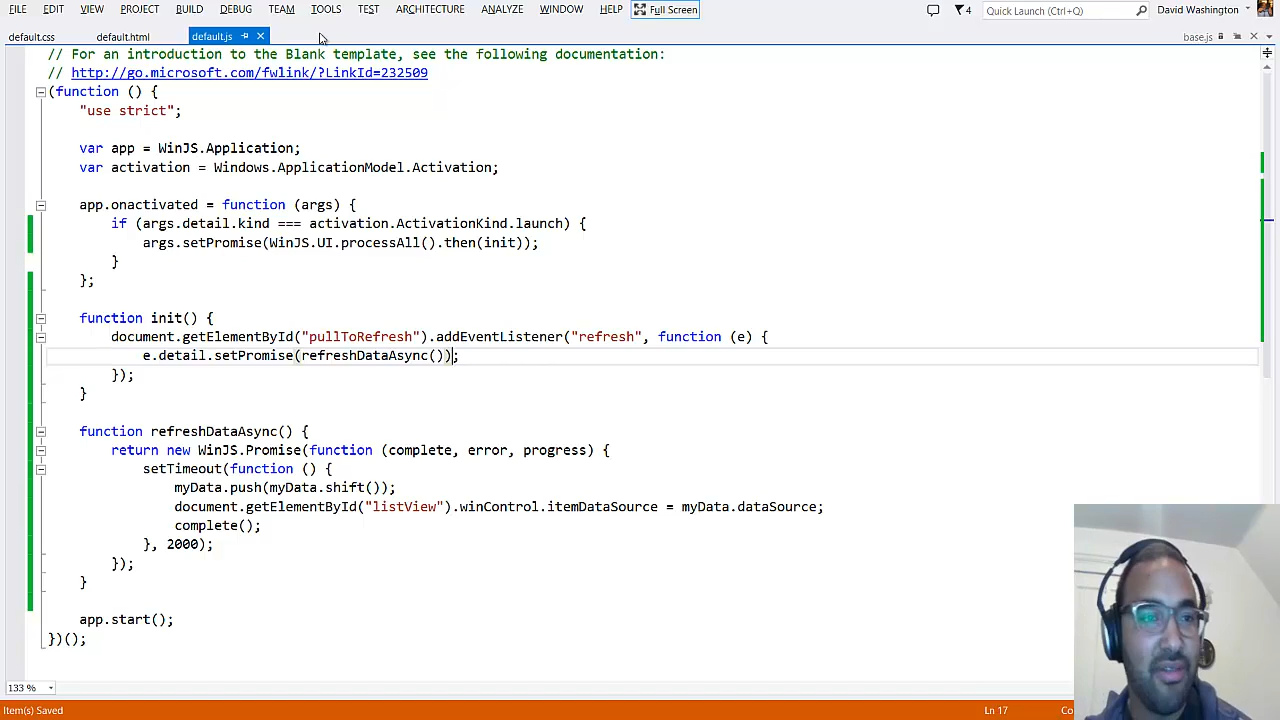 FILE EDIT VIEW PROJECT BUILD DEBUG TEAM TOOLS TEST ARCHITECTURE ANALYZE WINDOW HELP Full Screen 4 Quick Launch (Ctrl+Q) David Washington
default.css default.html default.js base.js
// For an introduction to the Blank template, see the following documentation:
// http://go.microsoft.com/fwlink/?LinkId=232509
(function () {
"use strict";
var app = WinJS.Application;
var activation = Windows.ApplicationModel.Activation;
app.onactivated = function (args) {
if (args.detail.kind === activation.ActivationKind.launch) {
args.setPromise(WinJS.UI.processAll().then(init));
}
};
function init() {
document.getElementById("pullToRefresh").addEventListener("refresh", function (e) {
e.detail.setPromise(refreshDataAsync());
});
}
function refreshDataAsync() {
return new WinJS.Promise(function (complete, error, progress) {
setTimeout(function () {
myData.push(myData.shift());
document.getElementById("listView").winControl.itemDataSource = myData.dataSource;
complete();
}, 2000);
});
}
app.start();
})();
133 %
Item(s) Saved Ln 17 Co